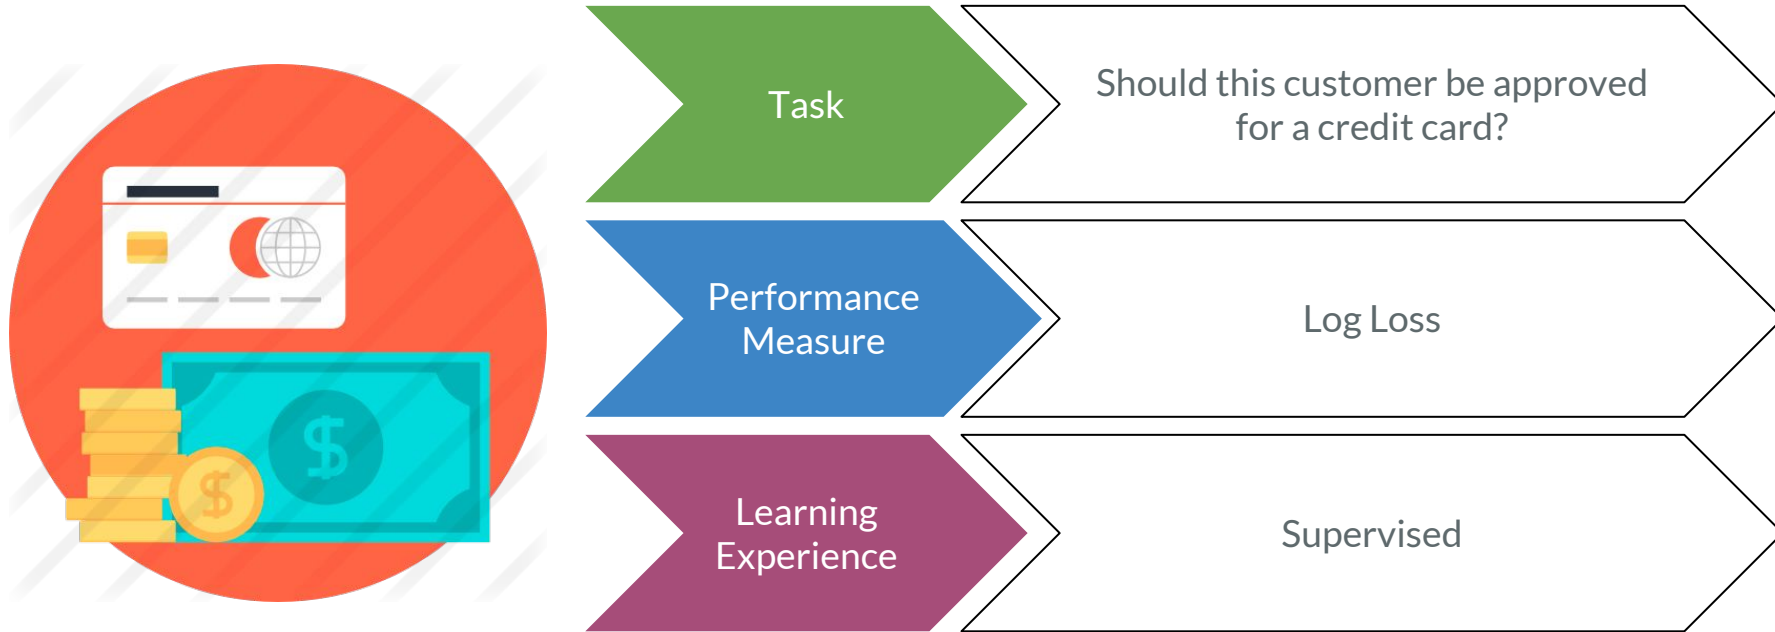 Task
Should this customer be approved
for a credit card?
Performance
Measure
Log Loss
Learning
Experience
Supervised
$
$